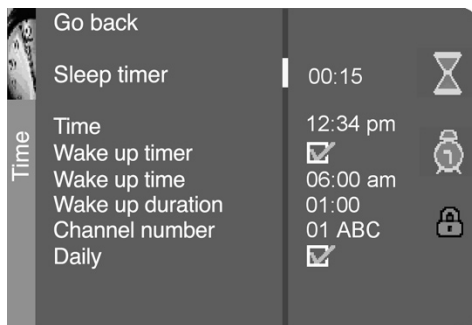 Go back
Sleep timer 00:15
Time
Time 12:34 pm
Wake up timer
Wake up time 06:00 am
Wake up duration 01:00
Channel number 01 ABC
Daily